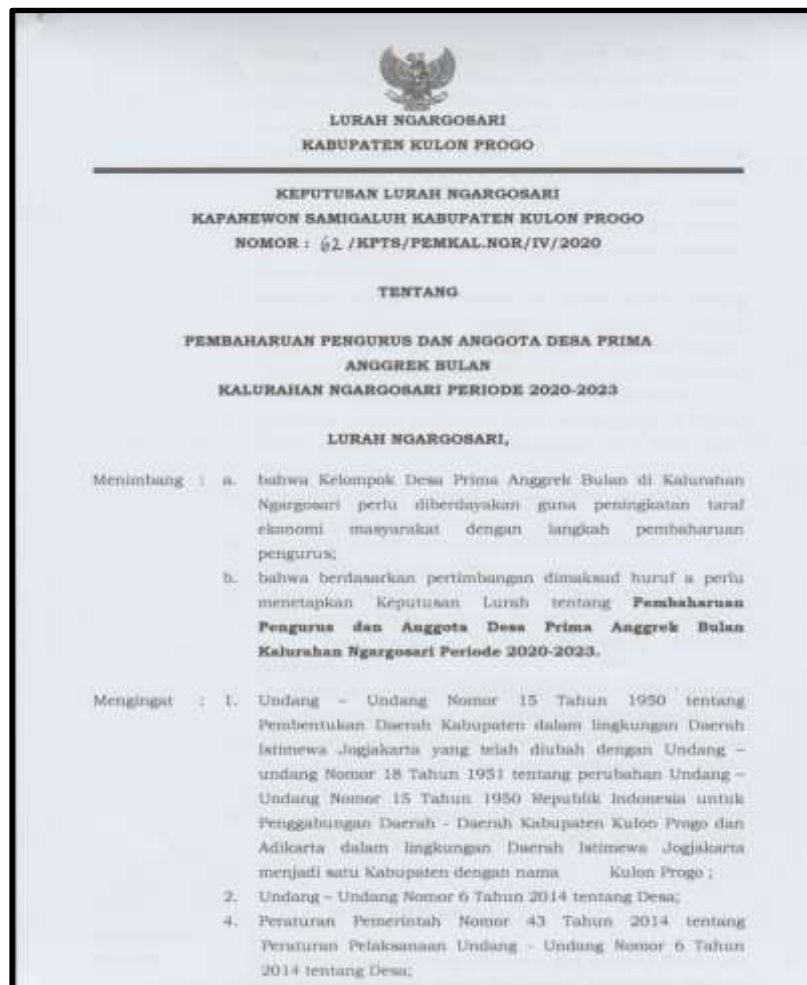 LURAH NGARGOSARI
KABUPATEN KULON PROGO
KEPUTUSAN LURAH NGARGOSARI
KAPANEWON SAMIGALUH KABUPATEN KULON PROGO
NOMOR : 62 /KPTS/PEMKAL.NGR/IV/2020
TENTANG
PEMBAHARUAN PENGURUS DAN ANGGOTA DESA PRIMA
ANGGREK BULAN
KALURAHAN NGARGOSARI PERIODE 2020-2023
LURAH NGARGOSARI,
Menimbang : a. bahwa Kelompok Desa Prima Anggrek Bulan di Kalurahan
Ngargosari perlu diberdayakan guna peningkatan taraf
ekonomi masyarakat dengan langkah pembaharuan
pengurus;
b. bahwa berdasarkan pertimbangan dimaksud huruf a perlu
menetapkan Keputusan Lurah tentang Pembaharuan
Pengurus dan Anggota Desa Prima Anggrek Bulan
Kalurahan Ngargosari Periode 2020-2023.
Mengingat : 1. Undang – Undang Nomor 15 Tahun 1950 tentang
Pembentukan Daerah Kabupaten dalam lingkungan Daerah
Istimewa Jogjakarta yang telah diubah dengan Undang –
undang Nomor 18 Tahun 1951 tentang perubahan Undang –
Undang Nomor 15 Tahun 1950 Republik Indonesia untuk
Penggabungan Daerah - Daerah Kabupaten Kulon Progo dan
Adikarta dalam lingkungan Daerah Istimewa Jogjakarta
menjadi satu Kabupaten dengan nama Kulon Progo ;
2. Undang – Undang Nomor 6 Tahun 2014 tentang Desa;
4. Peraturan Pemerintah Nomor 43 Tahun 2014 tentang
Peraturan Pelaksanaan Undang - Undang Nomor 6 Tahun
2014 tentang Desa;